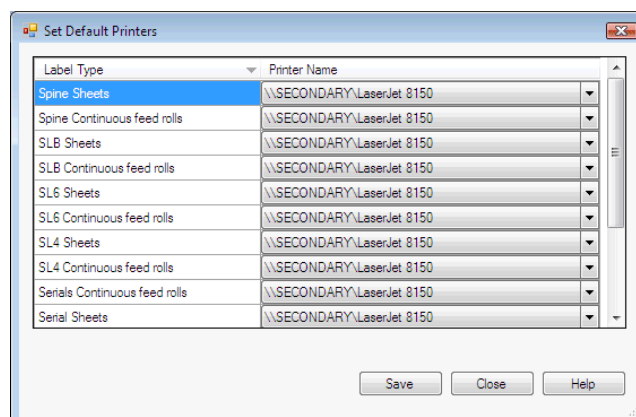 Set Default Printers
Label Type Printer Name
Spine Sheets \\SECONDARY\LaserJet 8150
Spine Continuous feed rolls \\SECONDARY\LaserJet 8150
SLB Sheets \\SECONDARY\LaserJet 8150
SLB Continuous feed rolls \\SECONDARY\LaserJet 8150
SL6 Sheets \\SECONDARY\LaserJet 8150
SL6 Continuous feed rolls \\SECONDARY\LaserJet 8150
SL4 Sheets \\SECONDARY\LaserJet 8150
SL4 Continuous feed rolls \\SECONDARY\LaserJet 8150
Serials Continuous feed rolls \\SECONDARY\LaserJet 8150
Serial Sheets \\SECONDARY\LaserJet 8150
Save Close Help